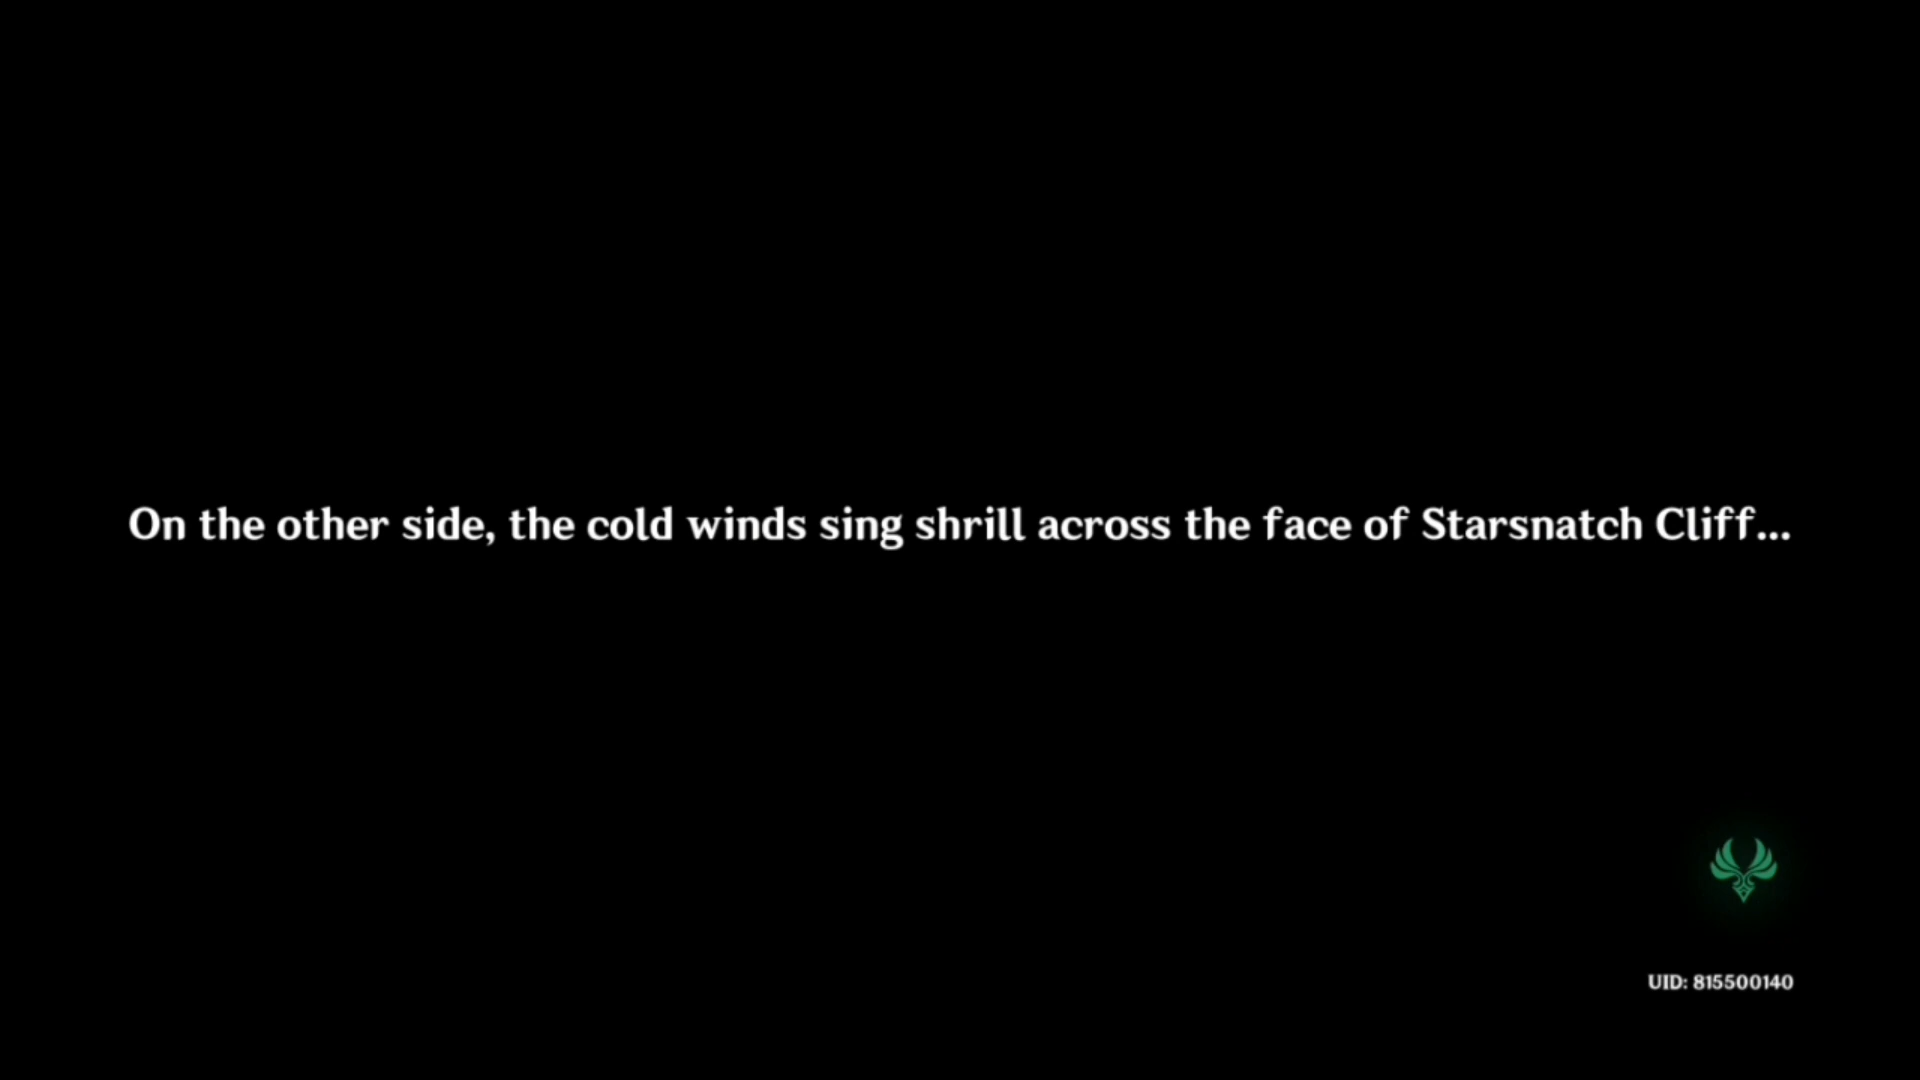 On the other side, the cold winds sing shrill across the face of Starsnatch Cliff...
UID: 815500140